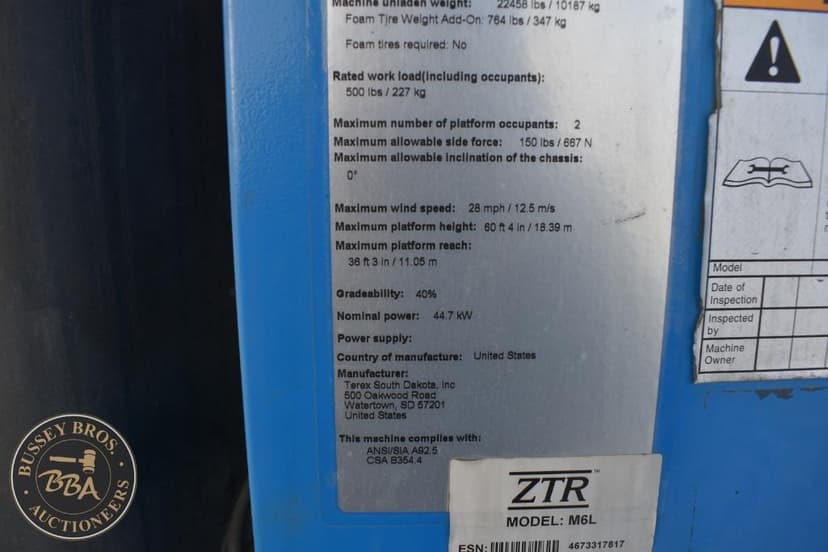 Machine unladen weight: 22458 lbs / 10187 kg
Foam Tire Weight Add-On: 764 lbs / 347 kg
Foam tires required: No
Rated work load(including occupants):
500 lbs / 227 kg
Maximum number of platform occupants: 2
Maximum allowable side force: 150 lbs / 667 N
Maximum allowable inclination of the chassis:
0°
Maximum wind speed: 28 mph / 12.5 m/s
Maximum platform height: 60 ft 4 in / 18.39 m
Maximum platform reach:
36 ft 3 in / 11.05 m
Gradeability: 40%
Nominal power: 44.7 kW
Power supply:
Country of manufacture: United States
Manufacturer:
Terex South Dakota, Inc
500 Oakwood Road
Watertown, SD 57201
United States
This machine complies with:
ANSI/SIA A92.5
CSA B354.4
ZTR™
MODEL: M6L
ESN: 4673317817
Model
Date of
Inspection
Inspected
by
Machine
Owner
BUSSEY BROS.
BBA
AUCTIONEERS